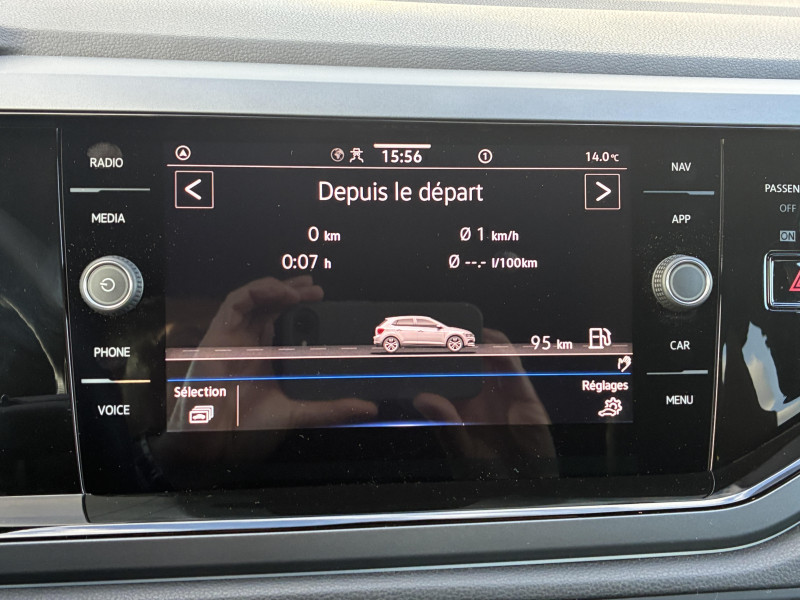 RADIO
MEDIA
PHONE
VOICE
15:56
1
14.0°C
Depuis le départ
0 km
Ø 1 km/h
0:07 h
Ø --.- l/100km
95 km
Sélection
Réglages
NAV
APP
CAR
MENU
PASSEN
OFF
ON